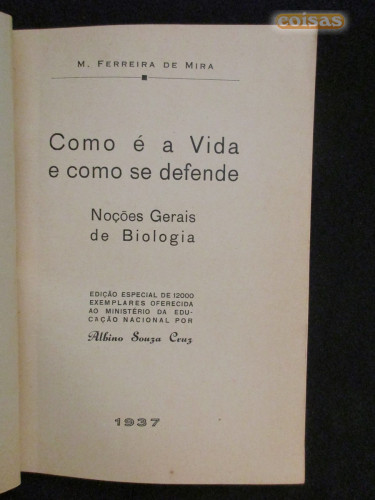 coisas
M. FERREIRA DE MIRA
Como é a Vida
e como se defende
Noções Gerais
de Biologia
EDIÇÃO ESPECIAL DE 12000
EXEMPLARES OFERECIDA
AO MINISTÉRIO DA EDU-
CAÇÃO NACIONAL POR
Albino Souza Cruz
1937